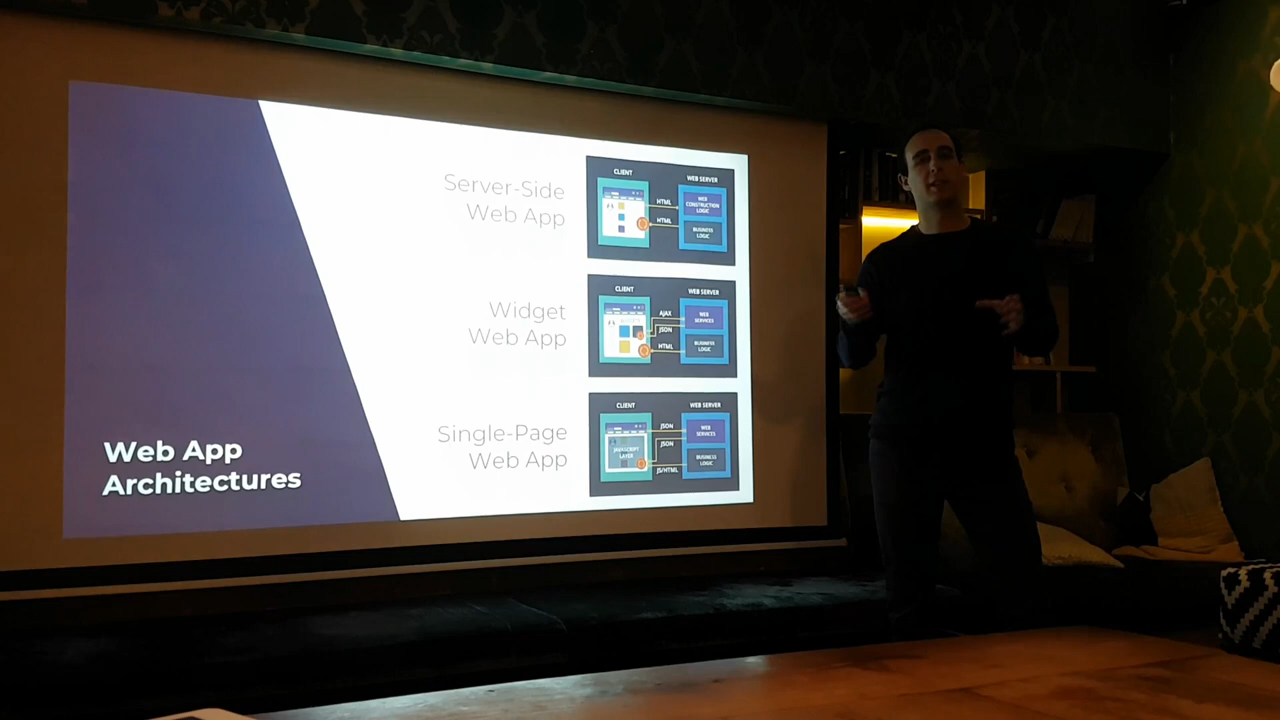 Web App
Architectures
Server-Side
Web App
CLIENT
WEB SERVER
HTML
HTML
WEB
CONSTRUCTION
LOGIC
BUSINESS
LOGIC
Widget
Web App
CLIENT
WEB SERVER
AJAX
JSON
HTML
WEB
SERVICES
BUSINESS
LOGIC
Single-Page
Web App
CLIENT
WEB SERVER
JAVASCRIPT
LAYER
JSON
JSON
JS/HTML
WEB
SERVICES
BUSINESS
LOGIC